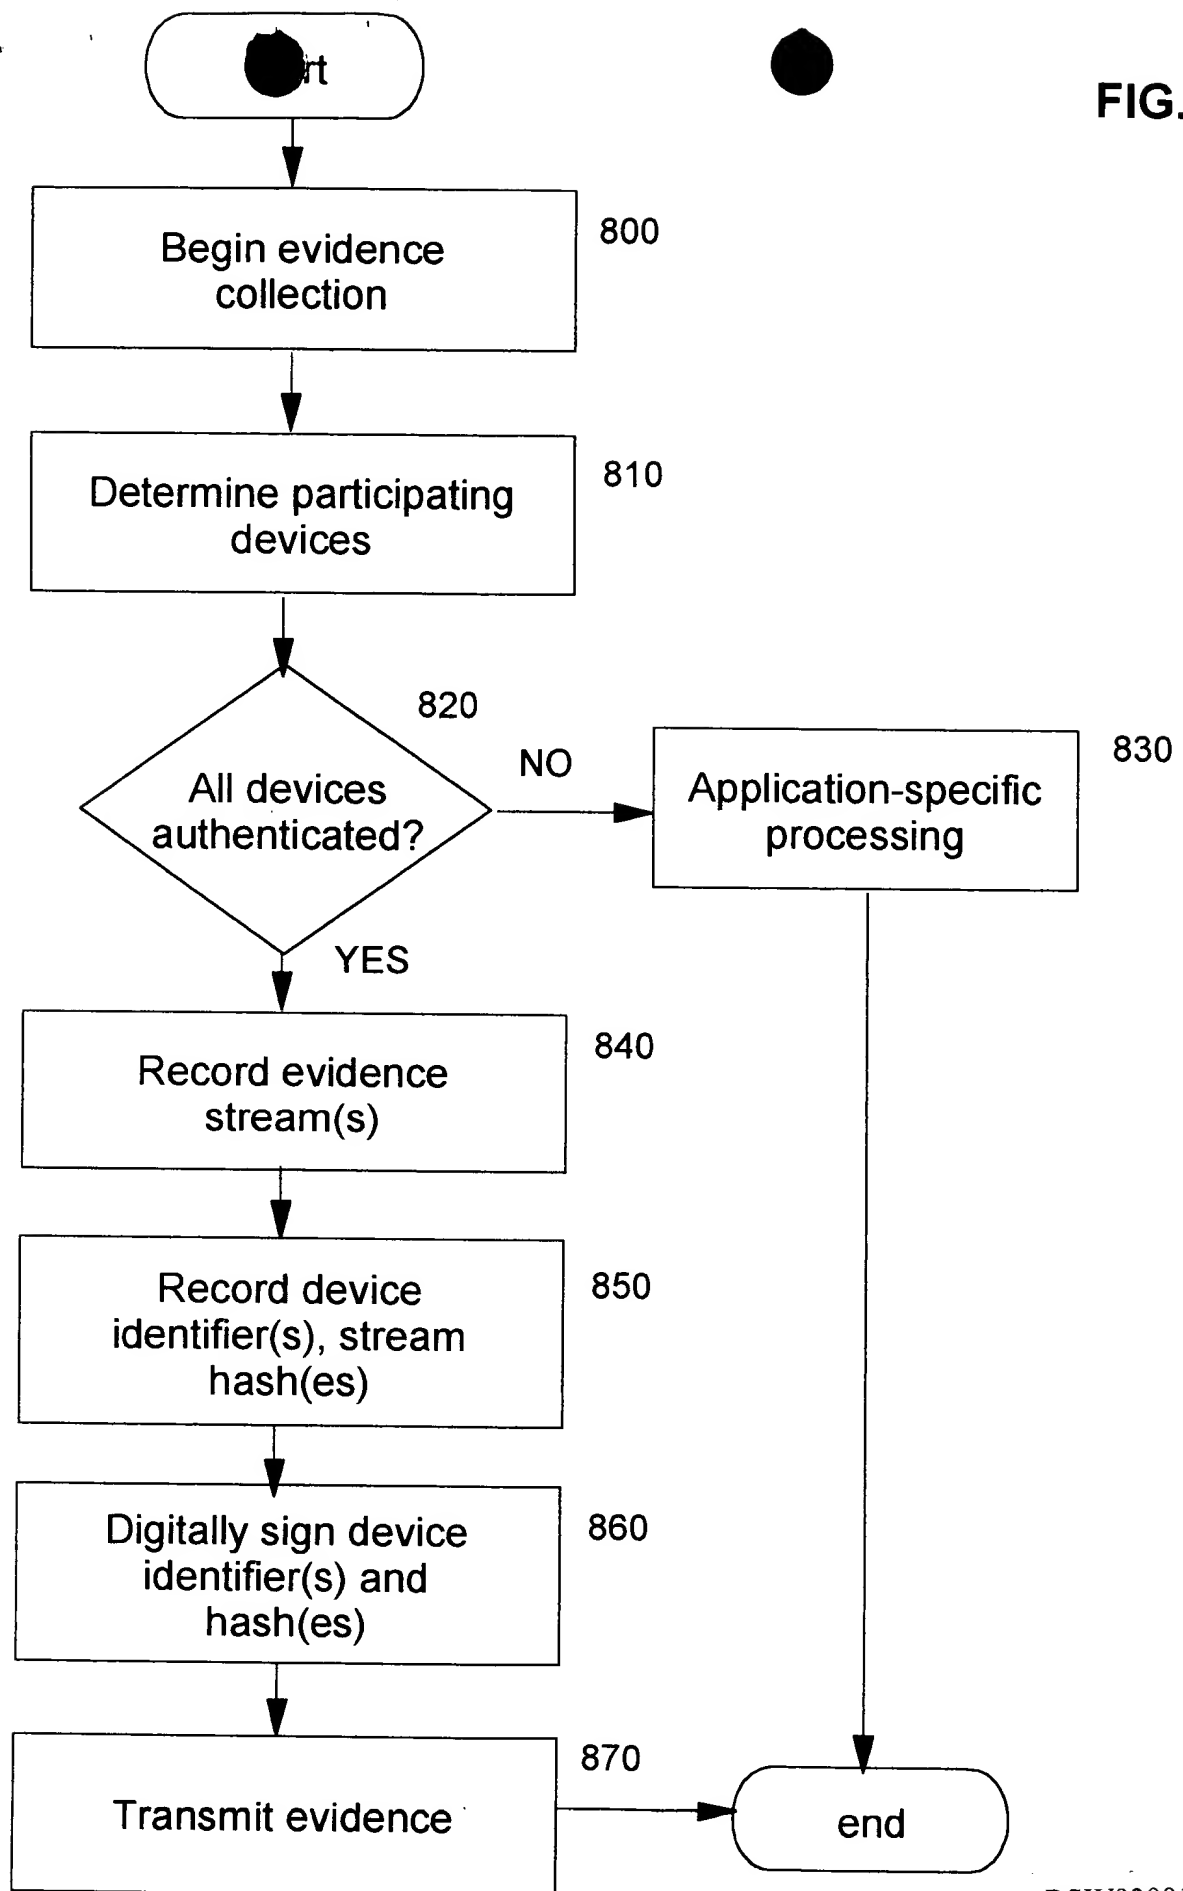 FIG.
Begin evidence
collection
800
Determine participating
devices
810
820
All devices
authenticated?
NO
Application-specific
processing
830
YES
Record evidence
stream(s)
840
Record device
identifier(s), stream
hash(es)
850
Digitally sign device
identifier(s) and
hash(es)
860
Transmit evidence
870
end